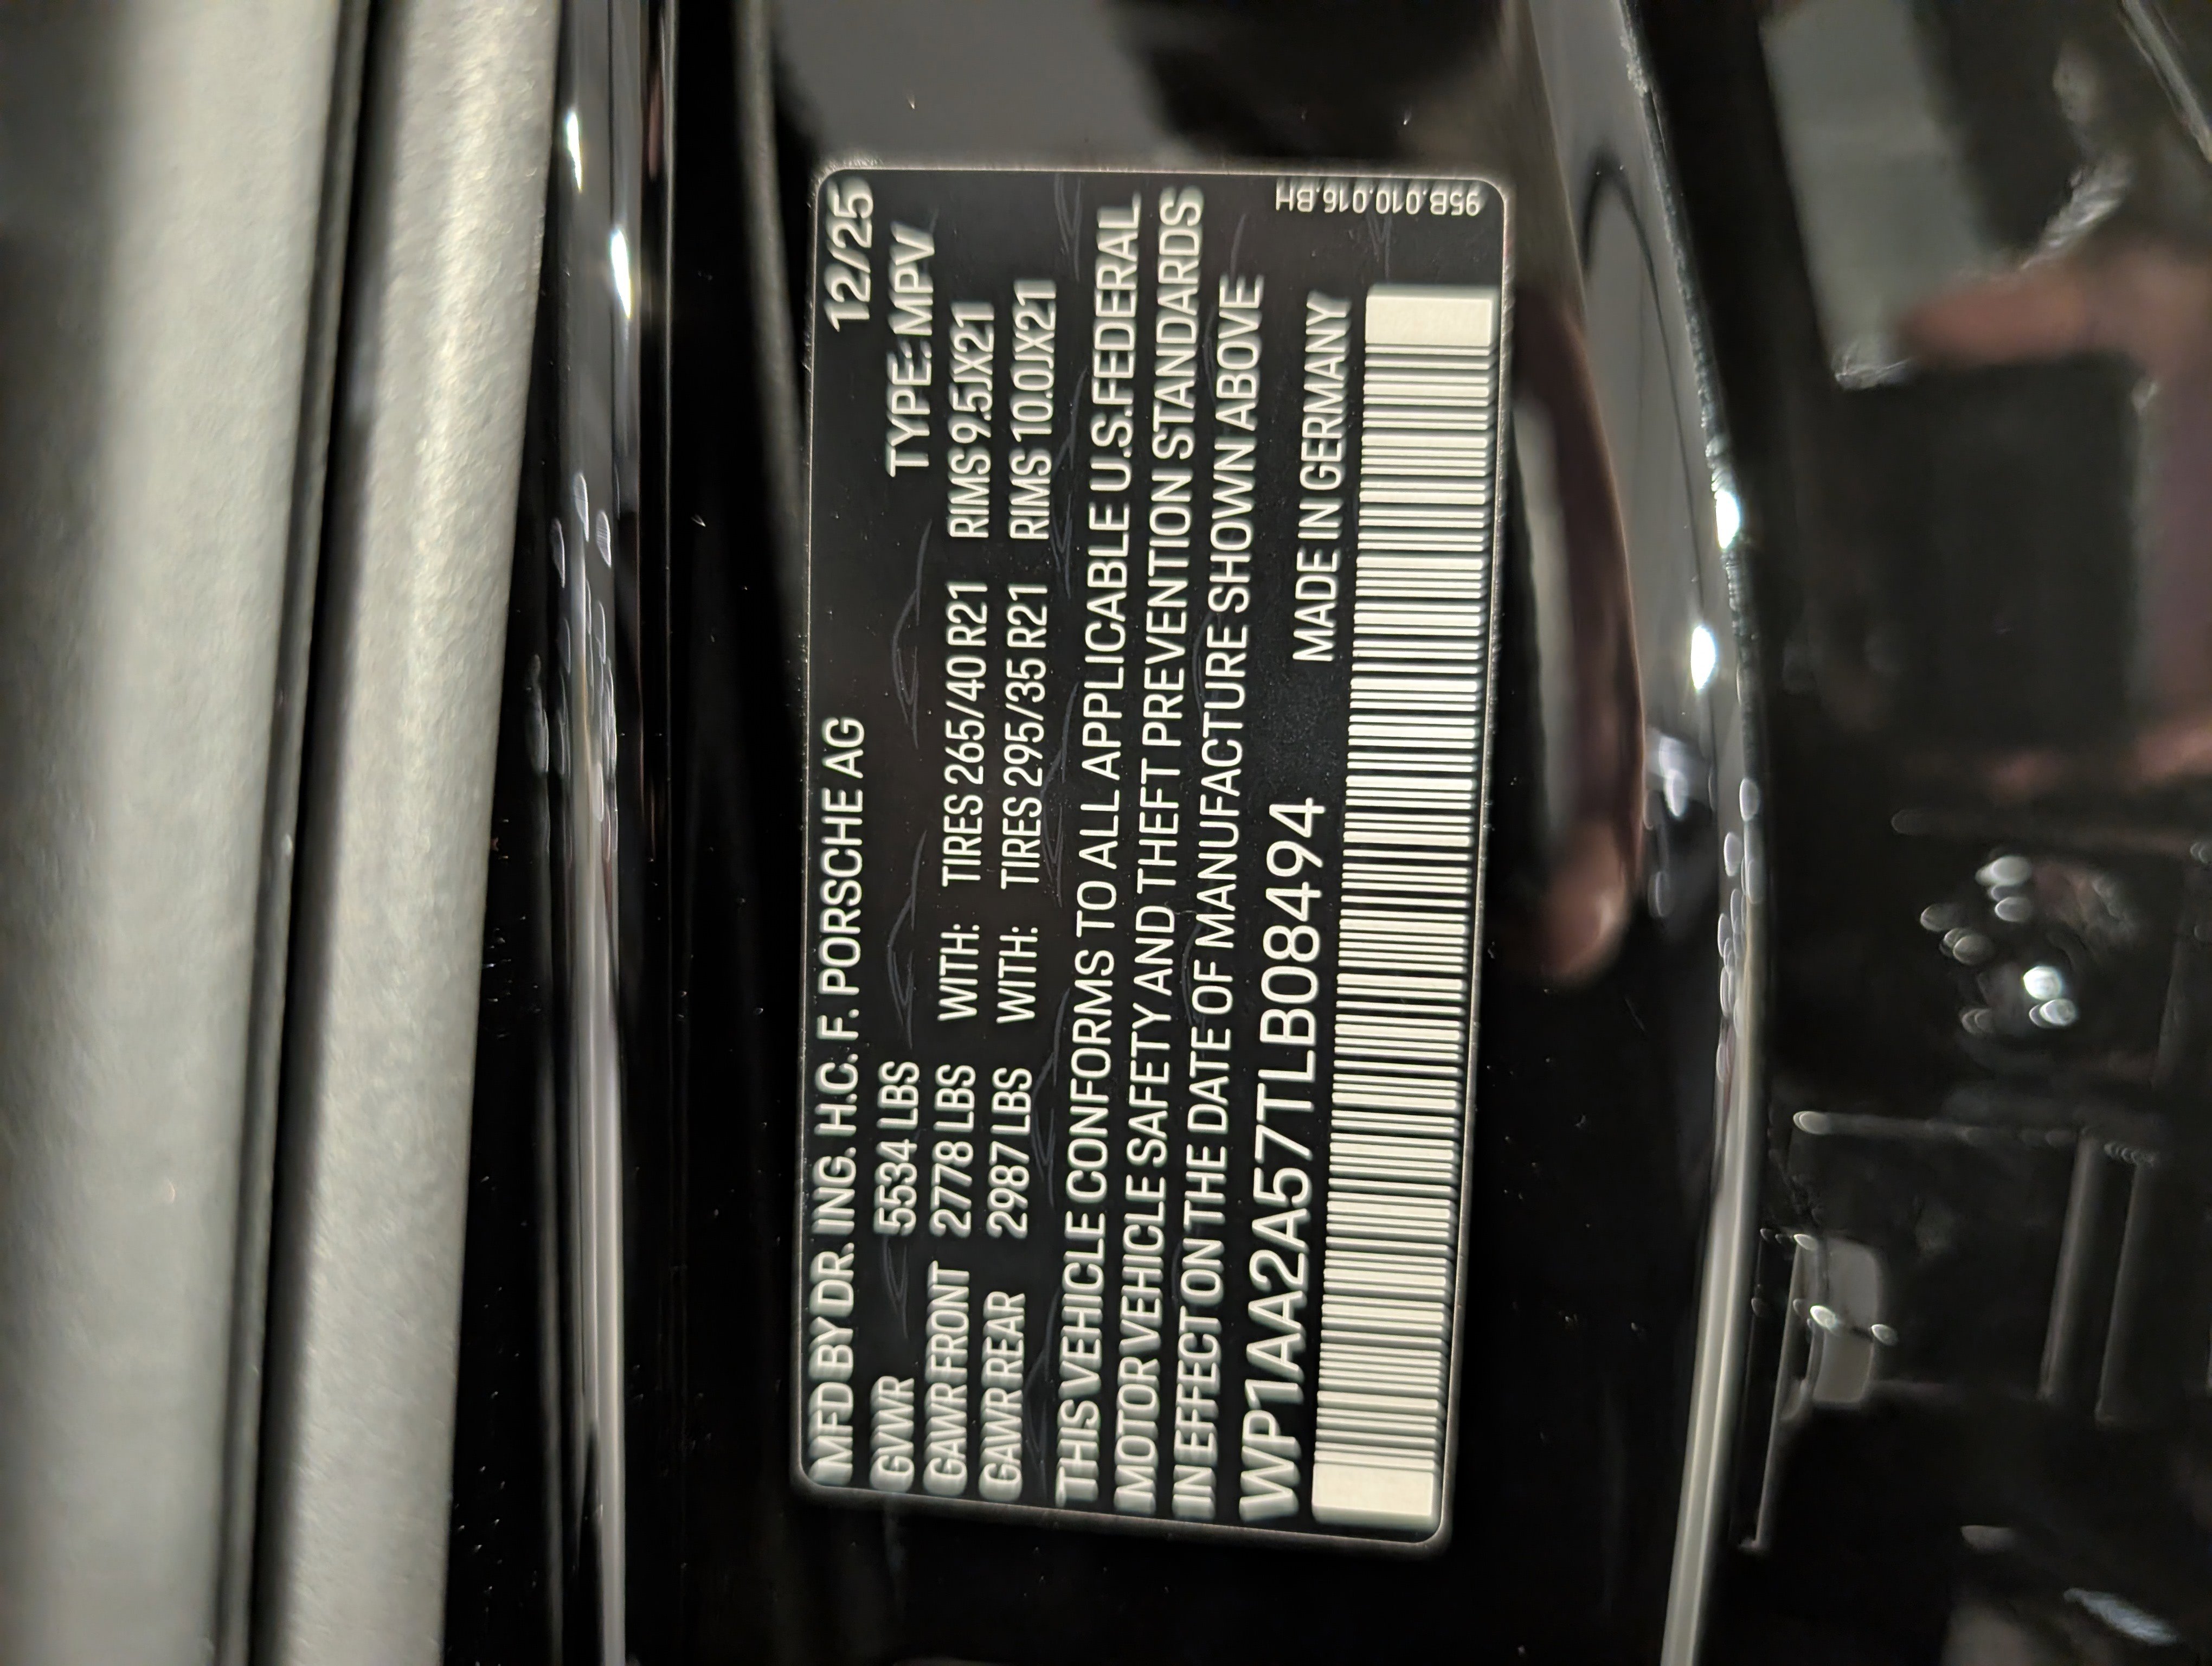 MFD BY DR. ING. H.C. F. PORSCHE AG 12/25
GVWR 5534 LBS TYPE: MPV
GAWR FRONT 2778 LBS WITH: TIRES 265/40 R21 RIMS 9.5JX21
GAWR REAR 2987 LBS WITH: TIRES 295/35 R21 RIMS 10.0JX21
THIS VEHICLE CONFORMS TO ALL APPLICABLE U.S. FEDERAL
MOTOR VEHICLE SAFETY AND THEFT PREVENTION STANDARDS
IN EFFECT ON THE DATE OF MANUFACTURE SHOWN ABOVE
WP1AA2A57TLB08494 MADE IN GERMANY
95B.010.016.BH